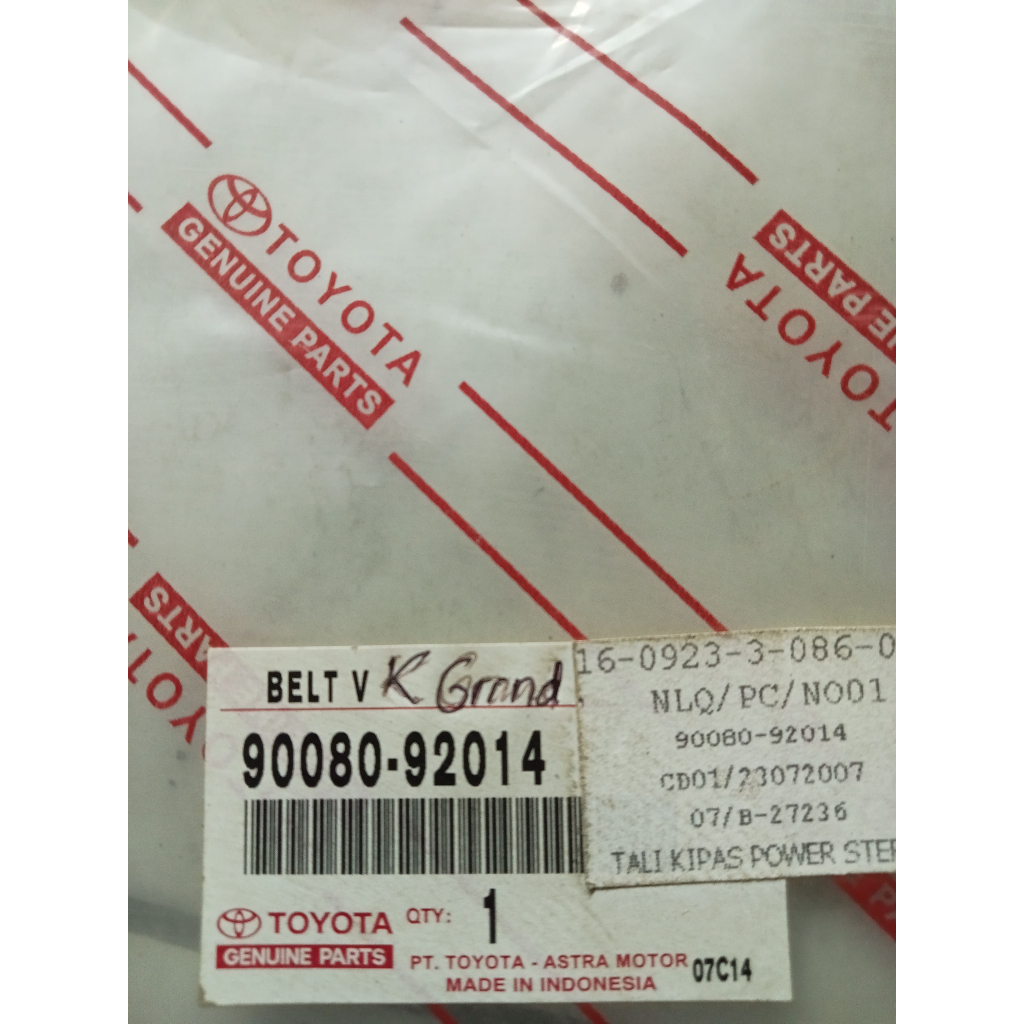 TOYOTA
GENUINE PARTS
GENUINE PARTS
TOYOTA
PARTS
TOYOTA
BELT V K Grand
90080-92014
TOYOTA
GENUINE PARTS
QTY: 1
PT. TOYOTA - ASTRA MOTOR
MADE IN INDONESIA
07C14
16-0923-3-086-0
NLQ/PC/NO01
90080-92014
CD01/23072007
07/B-27236
TALI KIPAS POWER STE